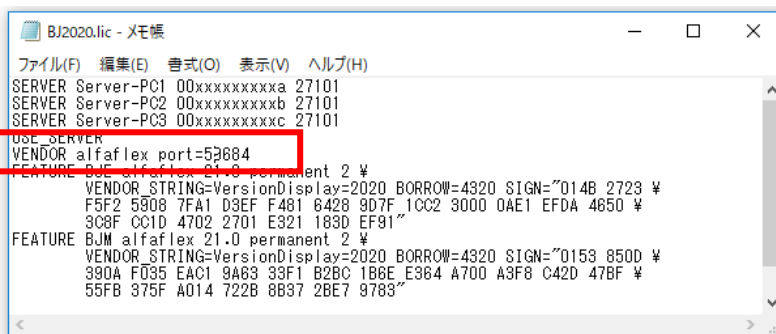 BJ2020.lic - メモ帳
ファイル(F) 編集(E) 書式(O) 表示(V) ヘルプ(H)
SERVER Server-PC1 00xxxxxxxxxa 27101
SERVER Server-PC2 00xxxxxxxxxb 27101
SERVER Server-PC3 00xxxxxxxxxc 27101
USE_SERVER
VENDOR alfaflex port=59684
FEATURE BJE alfaflex 21.0 permanent 2 ¥
VENDOR_STRING=VersionDisplay=2020 BORROW=4320 SIGN="014B 2723 ¥
F5F2 5908 7FA1 D3EF F481 6428 9D7F 1CC2 3000 0AE1 EFDA 4650 ¥
3C8F CC1D 4702 2701 E321 183D EF91"
FEATURE BJM alfaflex 21.0 permanent 2 ¥
VENDOR_STRING=VersionDisplay=2020 BORROW=4320 SIGN="0153 850D ¥
390A F035 EAC1 9A63 33F1 B2BC 1B6E E364 A700 A3F8 C42D 47BF ¥
55FB 375F A014 722B 8B37 2BE7 9783"